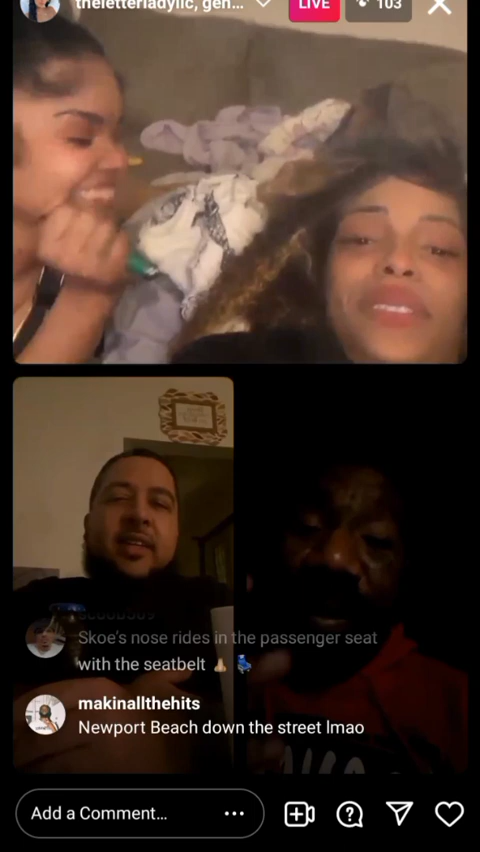 theletterladyllc, gen...
LIVE
103
Skoe's nose rides in the passenger seat
with the seatbelt 👃🏼 💺
makinallthehits
Newport Beach down the street lmao
Add a Comment...